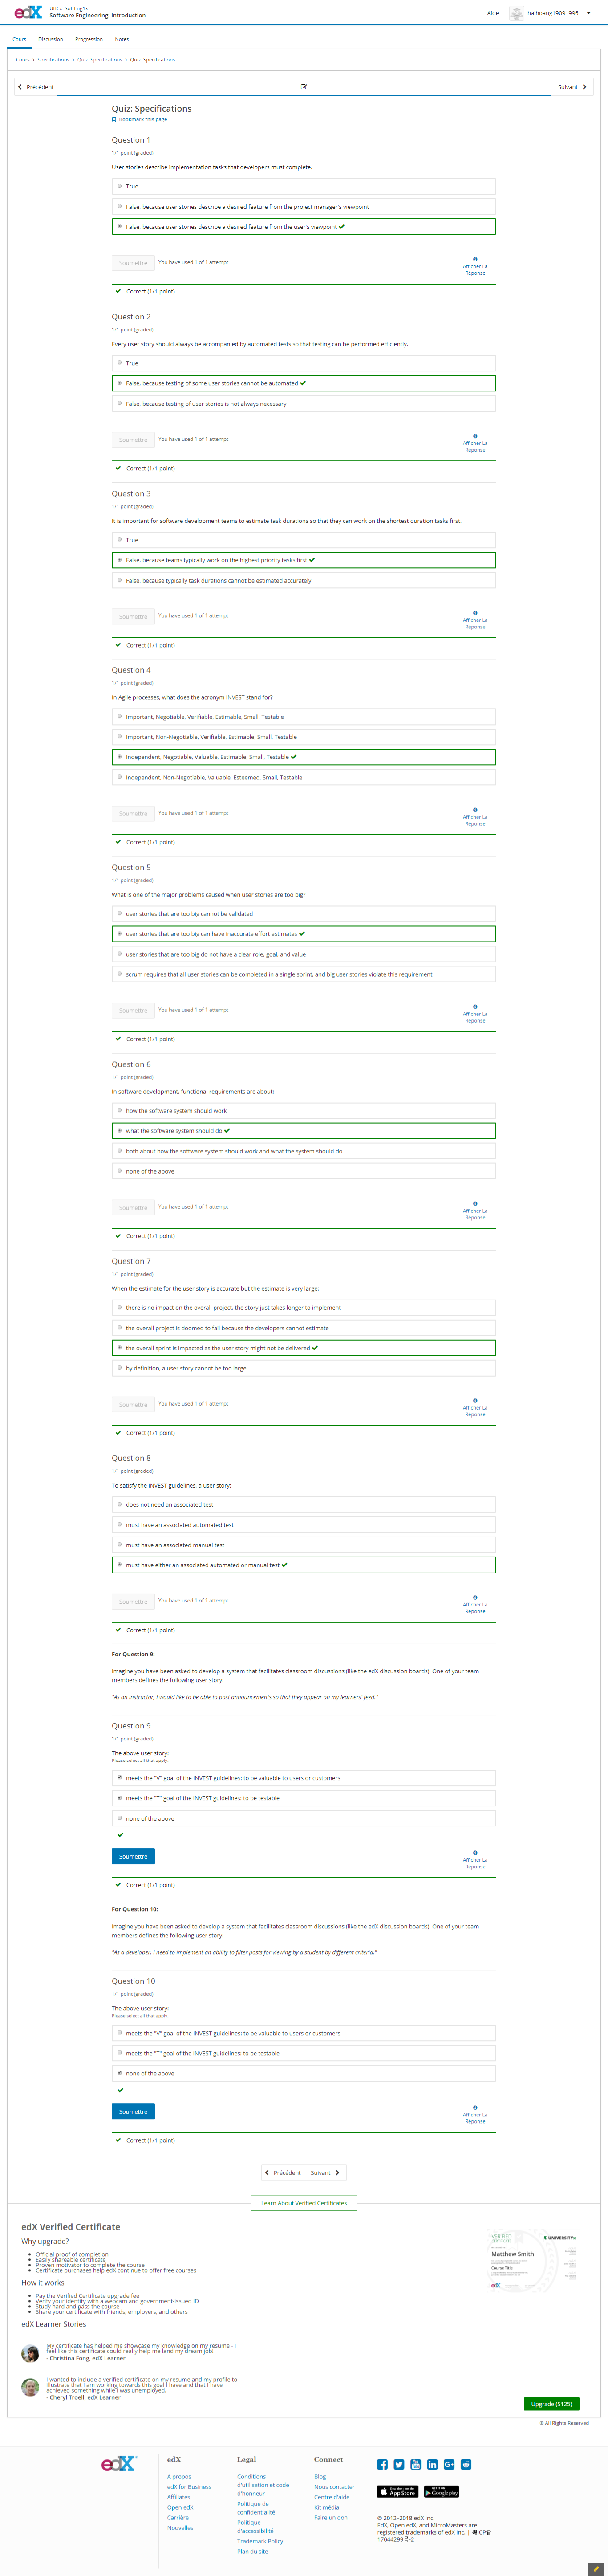 edX
UBCx: SoftEng1x
Software Engineering: Introduction
Aide
haihoang19091996
Cours
Discussion
Progression
Notes
Cours > Specifications > Quiz: Specifications > Quiz: Specifications
Précédent
Suivant
Quiz: Specifications
Bookmark this page
Question 1
1/1 point (graded)
User stories describe implementation tasks that developers must complete.
True
False, because user stories describe a desired feature from the project manager's viewpoint
False, because user stories describe a desired feature from the user's viewpoint
Soumettre
You have used 1 of 1 attempt
Afficher La
Réponse
Correct (1/1 point)
Question 2
1/1 point (graded)
Every user story should always be accompanied by automated tests so that testing can be performed efficiently.
True
False, because testing of some user stories cannot be automated
False, because testing of user stories is not always necessary
Soumettre
You have used 1 of 1 attempt
Afficher La
Réponse
Correct (1/1 point)
Question 3
1/1 point (graded)
It is important for software development teams to estimate task durations so that they can work on the shortest duration tasks first.
True
False, because teams typically work on the highest priority tasks first
False, because typically task durations cannot be estimated accurately
Soumettre
You have used 1 of 1 attempt
Afficher La
Réponse
Correct (1/1 point)
Question 4
1/1 point (graded)
In Agile processes, what does the acronym INVEST stand for?
Important, Negotiable, Verifiable, Estimable, Small, Testable
Important, Non-Negotiable, Verifiable, Estimable, Small, Testable
Independent, Negotiable, Valuable, Estimable, Small, Testable
Independent, Non-Negotiable, Valuable, Esteemed, Small, Testable
Soumettre
You have used 1 of 1 attempt
Afficher La
Réponse
Correct (1/1 point)
Question 5
1/1 point (graded)
What is one of the major problems caused when user stories are too big?
user stories that are too big cannot be validated
user stories that are too big can have inaccurate effort estimates
user stories that are too big do not have a clear role, goal, and value
scrum requires that all user stories can be completed in a single sprint, and big user stories violate this requirement
Soumettre
You have used 1 of 1 attempt
Afficher La
Réponse
Correct (1/1 point)
Question 6
1/1 point (graded)
In software development, functional requirements are about:
how the software system should work
what the software system should do
both about how the software system should work and what the system should do
none of the above
Soumettre
You have used 1 of 1 attempt
Afficher La
Réponse
Correct (1/1 point)
Question 7
1/1 point (graded)
When the estimate for the user story is accurate but the estimate is very large:
there is no impact on the overall project, the story just takes longer to implement
the overall project is doomed to fail because the developers cannot estimate
the overall sprint is impacted as the user story might not be delivered
by definition, a user story cannot be too large
Soumettre
You have used 1 of 1 attempt
Afficher La
Réponse
Correct (1/1 point)
Question 8
1/1 point (graded)
To satisfy the INVEST guidelines, a user story:
does not need an associated test
must have an associated automated test
must have an associated manual test
must have either an associated automated or manual test
Soumettre
You have used 1 of 1 attempt
Afficher La
Réponse
Correct (1/1 point)
For Question 9:
Imagine you have been asked to develop a system that facilitates classroom discussions (like the edX discussion boards). One of your team
members defines the following user story:
"As an instructor, I would like to be able to post announcements so that they appear on my learners' feed."
Question 9
1/1 point (graded)
The above user story:
Please select all that apply.
meets the "V" goal of the INVEST guidelines: to be valuable to users or customers
meets the "T" goal of the INVEST guidelines: to be testable
none of the above
Soumettre
Afficher La
Réponse
Correct (1/1 point)
For Question 10:
Imagine you have been asked to develop a system that facilitates classroom discussions (like the edX discussion boards). One of your team
members defines the following user story:
"As a developer, I need to implement an ability to filter posts for viewing by a student by different criteria."
Question 10
1/1 point (graded)
The above user story:
Please select all that apply.
meets the "V" goal of the INVEST guidelines: to be valuable to users or customers
meets the "T" goal of the INVEST guidelines: to be testable
none of the above
Soumettre
Afficher La
Réponse
Correct (1/1 point)
Précédent
Suivant
Learn About Verified Certificates
edX Verified Certificate
Why upgrade?
Official proof of completion
Easily shareable certificate
Proven motivator to complete the course
Certificate purchases help edX continue to offer free courses
How it works
Pay the Verified Certificate upgrade fee
Verify your identity with a webcam and government-issued ID
Study hard and pass the course
Share your certificate with friends, employers, and others
edX Learner Stories
My certificate has helped me showcase my knowledge on my resume - I
feel like this certificate could really help me land my dream job!
- Christina Fong, edX Learner
I wanted to include a verified certificate on my resume and my profile to
illustrate that I am working towards this goal I have and that I have
achieved something while I was unemployed.
- Cheryl Troell, edX Learner
VERIFIED
UNIVERSITYX
Matthew Smith
Course Title
edX
Upgrade ($125)
© All Rights Reserved
edX
edX
A propos
edX for Business
Affiliates
Open edX
Carrière
Nouvelles
Legal
Conditions
d'utilisation et code
d'honneur
Politique de
confidentialité
Politique
d'accessibilité
Trademark Policy
Plan du site
Connect
Blog
Nous contacter
Centre d'aide
Kit média
Faire un don
Download on the
App Store
GET IT ON
Google play
© 2012–2018 edX Inc.
EdX, Open edX, and MicroMasters are
registered trademarks of edX Inc. | 粤ICP备
17044299号-2